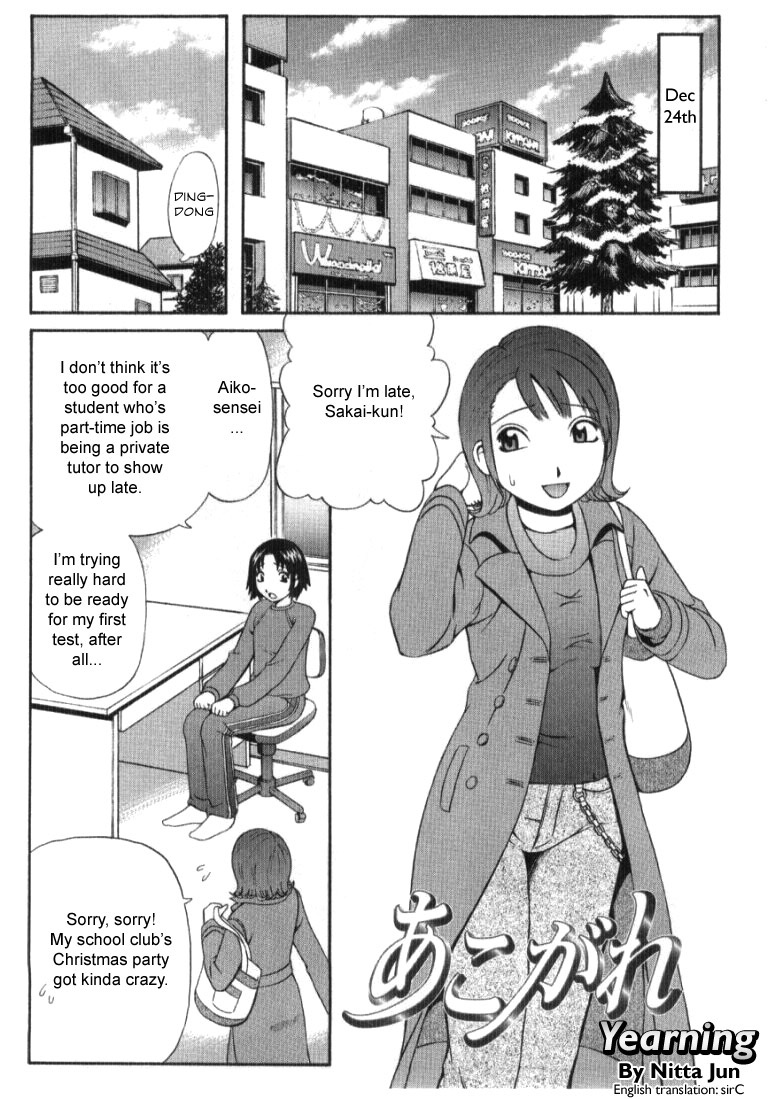 Dec
24th
DING-
DONG
Sorry I'm late,
Sakai-kun!
Aiko-
sensei
...
I don't think it's
too good for a
student who's
part-time job is
being a private
tutor to show
up late.
I'm trying
really hard
to be ready
for my first
test, after
all...
Sorry, sorry!
My school club's
Christmas party
got kinda crazy.
あこがれ
Yearning
By Nitta Jun
English translation: sirC